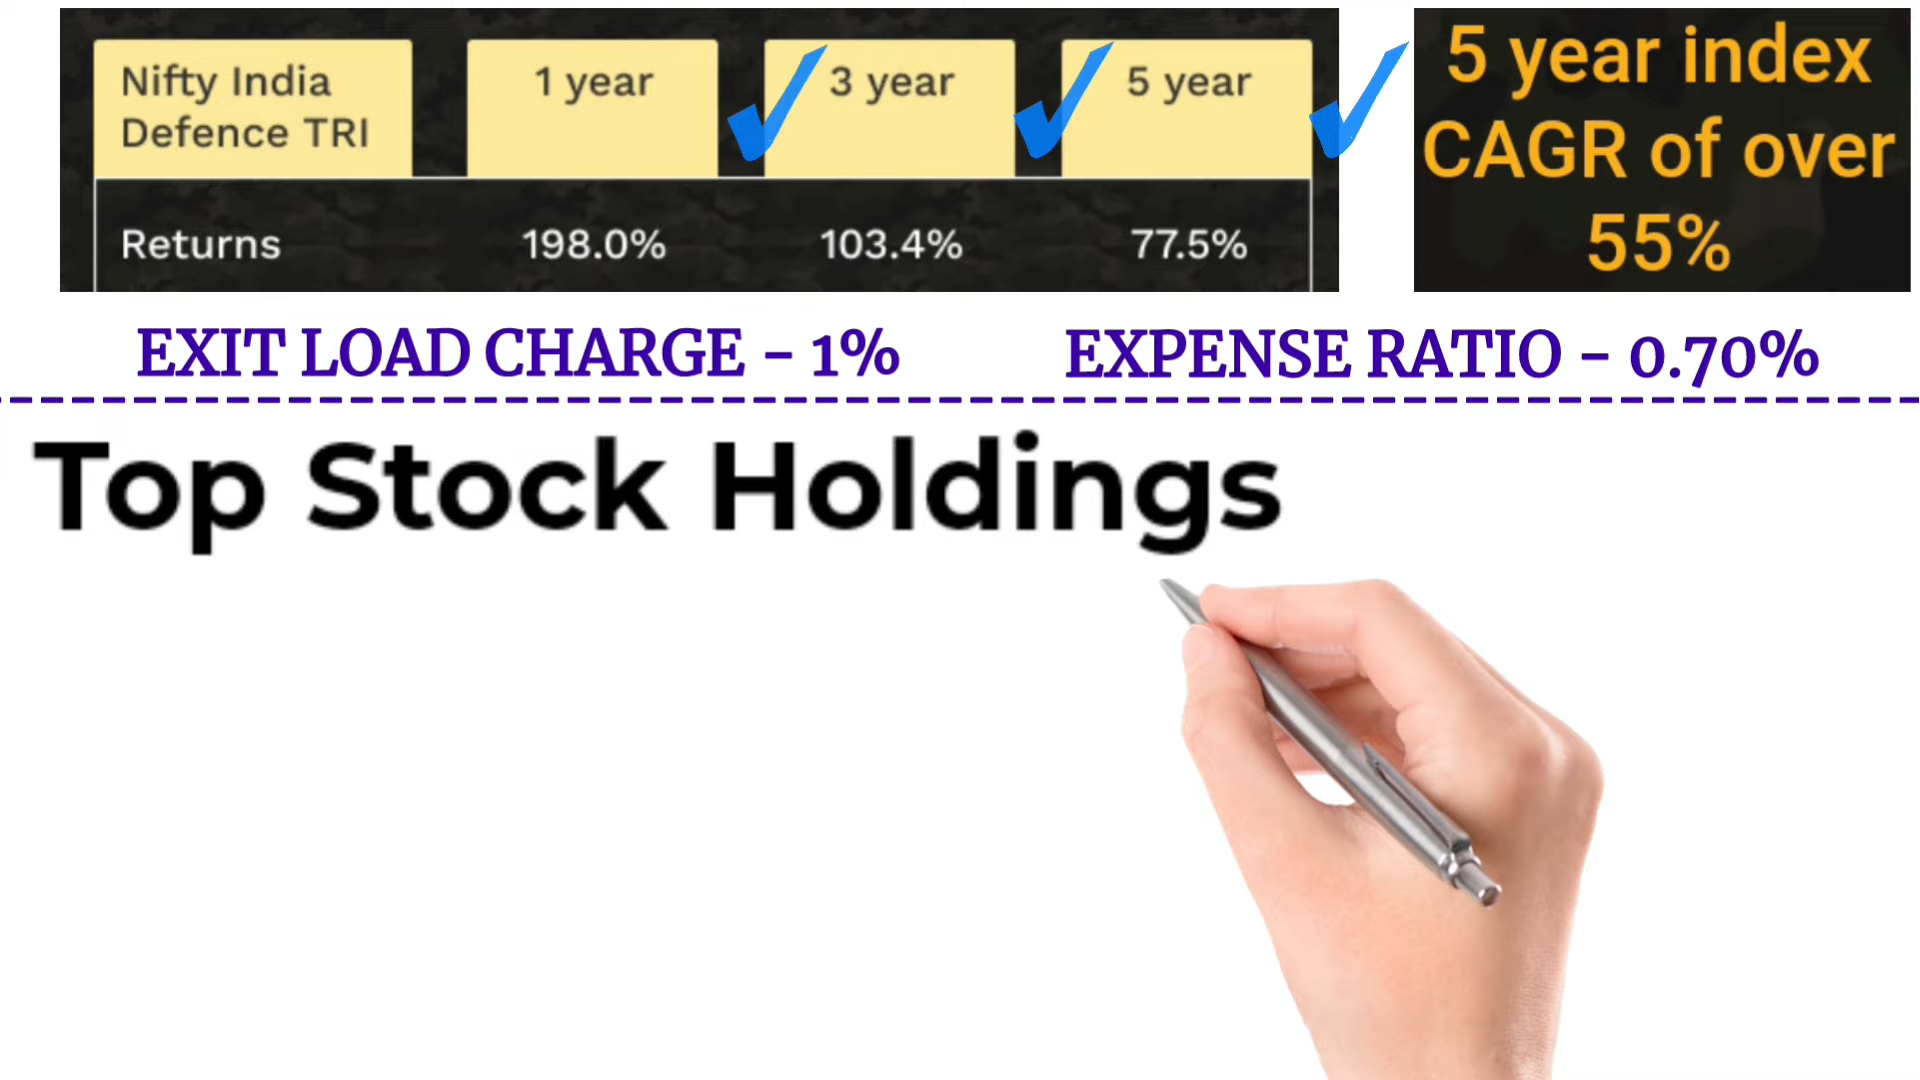 Nifty India
Defence TRI
1 year
3 year
5 year
Returns
198.0%
103.4%
77.5%
5 year index
CAGR of over
55%
EXIT LOAD CHARGE – 1%
EXPENSE RATIO – 0.70%
Top Stock Holdings